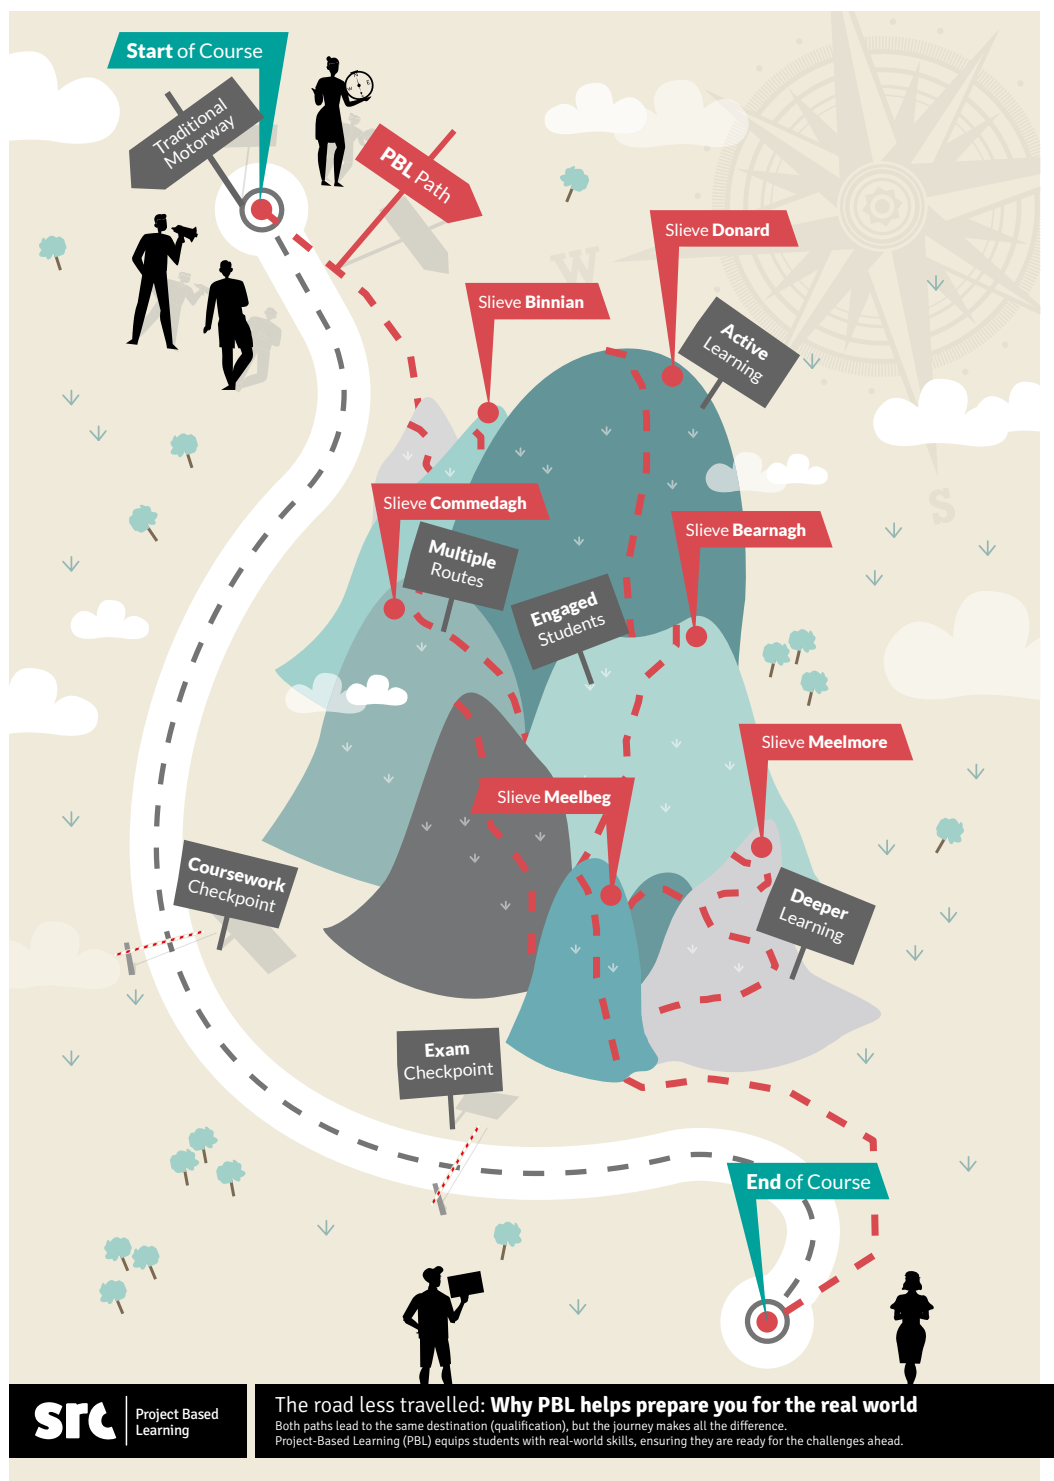 Start of Course
Traditional
Motorway
PBL Path
W
Slieve Donard
Slieve Binnian
Active
Learning
Slieve Commedagh
S
Slieve Bearnagh
Multiple
Routes
Engaged
Students
Slieve Meelmore
Slieve Meelbeg
Coursework
Checkpoint
Deeper
Learning
Exam
Checkpoint
End of Course
src
Project Based
Learning
The road less travelled: Why PBL helps prepare you for the real world
Both paths lead to the same destination (qualification), but the journey makes all the difference.
Project-Based Learning (PBL) equips students with real-world skills, ensuring they are ready for the challenges ahead.